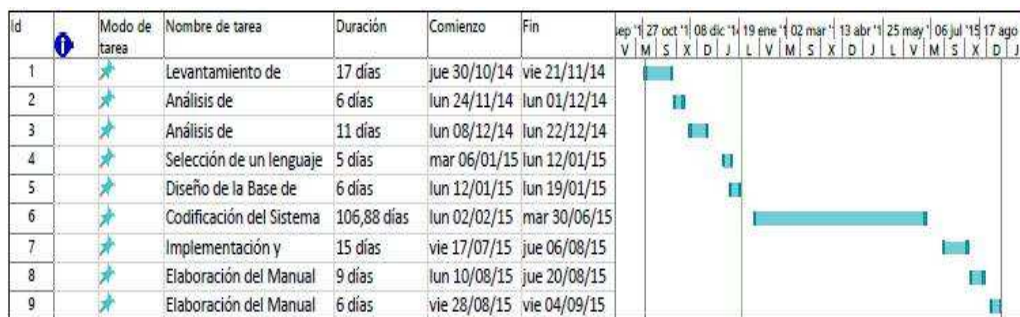 Id Modo de tarea Nombre de tarea Duración Comienzo Fin
sep '1 27 oct '1 08 dic '14 19 ene '1 02 mar '1 13 abr '1 25 may '1 06 jul '15 17 ago
V M S X D J L V M S X D J L V M S X D J
1 Levantamiento de 17 días jue 30/10/14 vie 21/11/14
2 Análisis de 6 días lun 24/11/14 lun 01/12/14
3 Análisis de 11 días lun 08/12/14 lun 22/12/14
4 Selección de un lenguaje 5 días mar 06/01/15 lun 12/01/15
5 Diseño de la Base de 6 días lun 12/01/15 lun 19/01/15
6 Codificación del Sistema 106,88 días lun 02/02/15 mar 30/06/15
7 Implementación y 15 días vie 17/07/15 jue 06/08/15
8 Elaboración del Manual 9 días lun 10/08/15 jue 20/08/15
9 Elaboración del Manual 6 días vie 28/08/15 vie 04/09/15